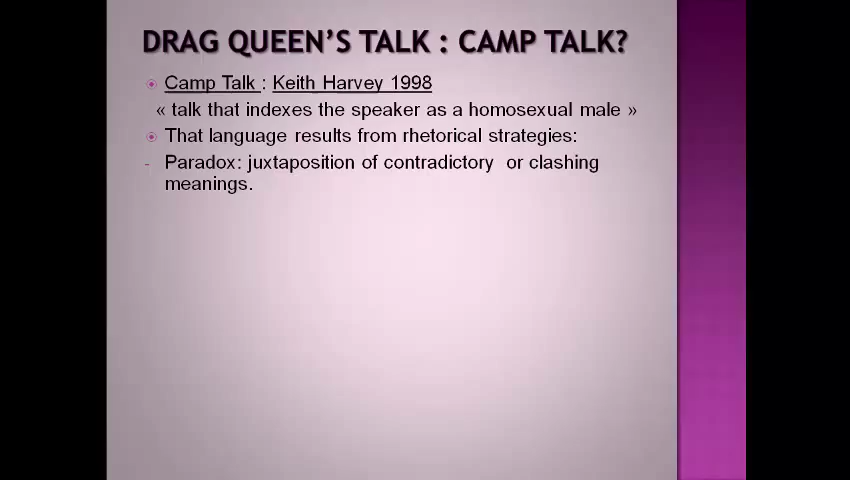 DRAG QUEEN'S TALK : CAMP TALK?
Camp Talk : Keith Harvey 1998
« talk that indexes the speaker as a homosexual male »
That language results from rhetorical strategies:
- Paradox: juxtaposition of contradictory or clashing
meanings.